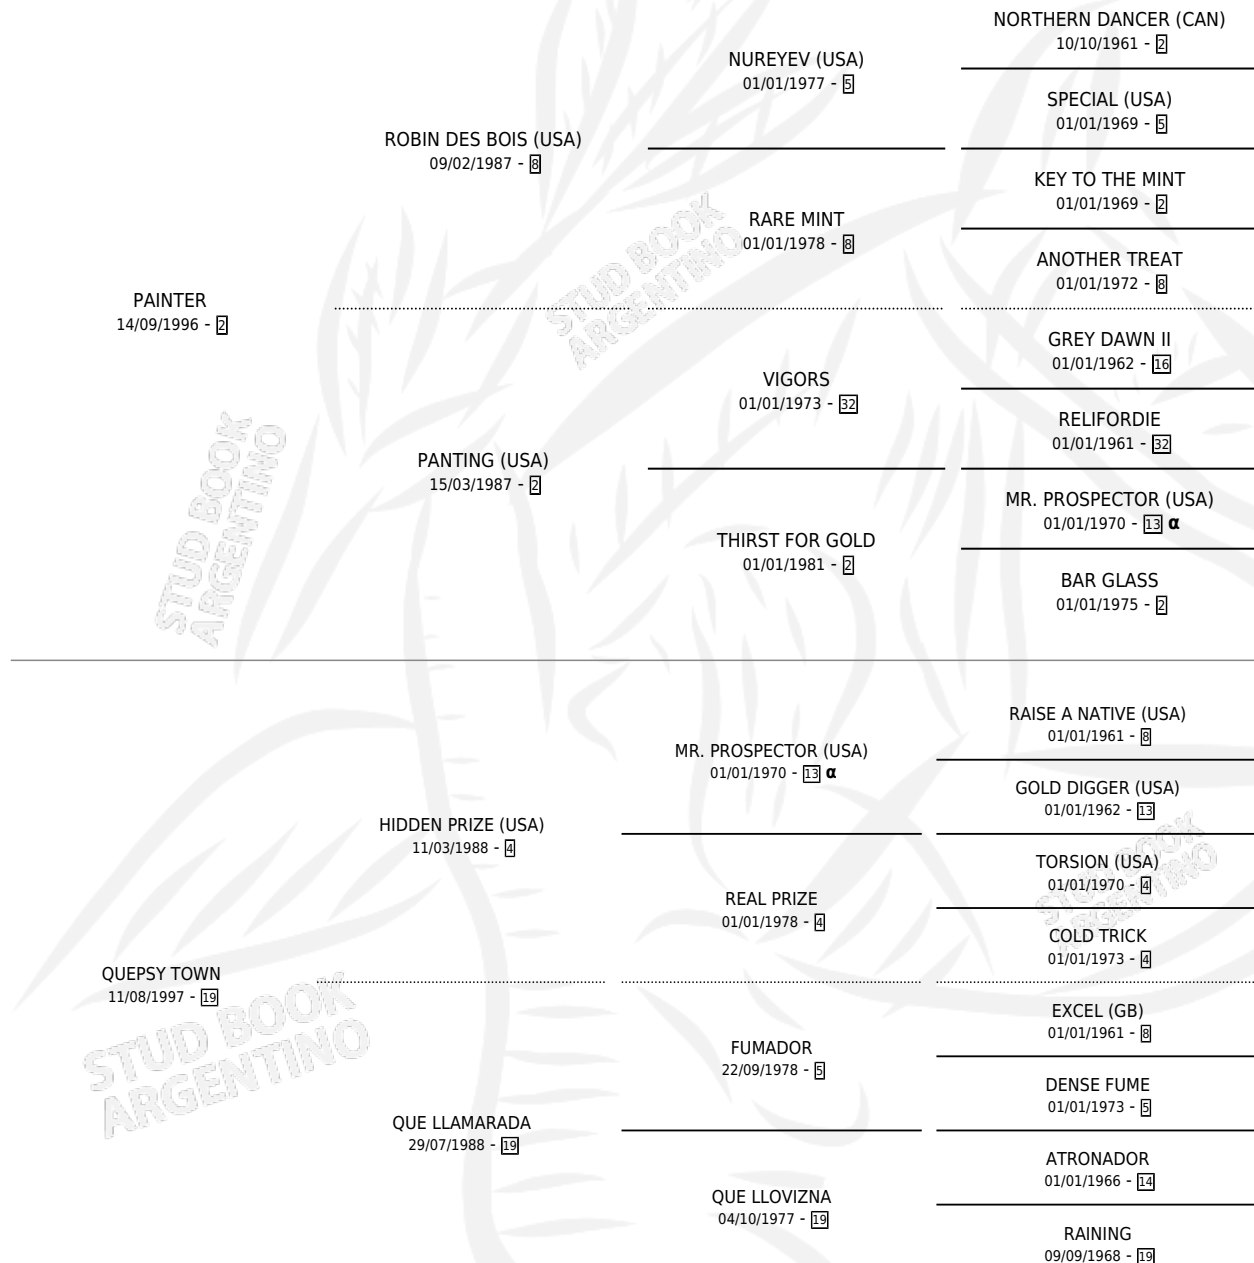 NORTHERN DANCER (CAN)
10/10/1961 - 2
NUREYEV (USA)
01/01/1977 - 5
SPECIAL (USA)
01/01/1969 - 5
ROBIN DES BOIS (USA)
09/02/1987 - 8
KEY TO THE MINT
01/01/1969 - 2
RARE MINT
01/01/1978 - 8
ANOTHER TREAT
01/01/1972 - 8
PAINTER
14/09/1996 - 2
GREY DAWN II
01/01/1962 - 16
VIGORS
01/01/1973 - 32
RELIFORDIE
01/01/1961 - 32
PANTING (USA)
15/03/1987 - 2
MR. PROSPECTOR (USA)
01/01/1970 - 13 α
THIRST FOR GOLD
01/01/1981 - 2
BAR GLASS
01/01/1975 - 2
RAISE A NATIVE (USA)
01/01/1961 - 8
MR. PROSPECTOR (USA)
01/01/1970 - 13 α
GOLD DIGGER (USA)
01/01/1962 - 13
HIDDEN PRIZE (USA)
11/03/1988 - 4
TORSION (USA)
01/01/1970 - 4
REAL PRIZE
01/01/1978 - 4
COLD TRICK
01/01/1973 - 4
QUEPSY TOWN
11/08/1997 - 19
EXCEL (GB)
01/01/1961 - 8
FUMADOR
22/09/1978 - 5
DENSE FUME
01/01/1973 - 5
QUE LLAMARADA
29/07/1988 - 19
ATRONADOR
01/01/1966 - 14
QUE LLOVIZNA
04/10/1977 - 19
RAINING
09/09/1968 - 19
STUD BOOK
ARGENTINO
STUD BOOK
ARGENTINO
STUD BOOK
ARGENTINO
STUD BOOK
ARGENTINO